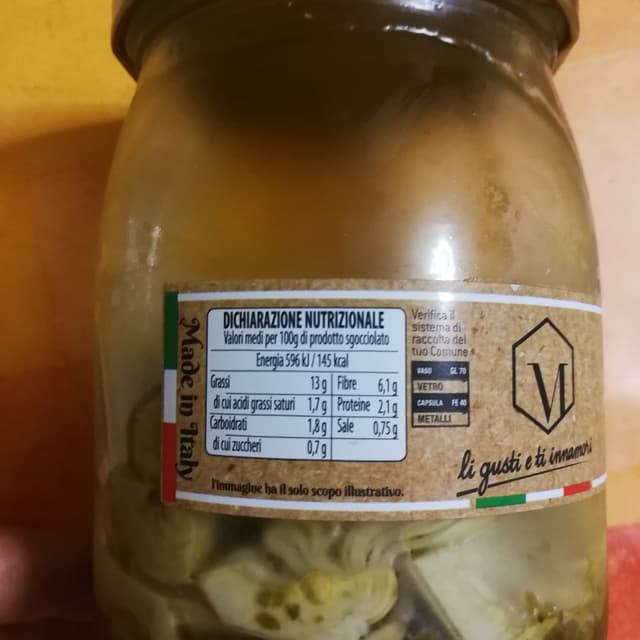 Made in Italy
DICHIARAZIONE NUTRIZIONALE
Valori medi per 100g di prodotto sgocciolato
Energia 596 kJ / 145 kcal
Grassi 13 g
di cui acidi grassi saturi 1,7 g
Carboidrati 1,8 g
di cui zuccheri 0,7 g
Fibre 6,1 g
Proteine 2,1 g
Sale 0,75 g
l'immagine ha il solo scopo illustrativo.
Verifica il
sistema di
raccolta del
tuo Comune
VASO GL 70
VETRO
CAPSULA FE 40
METALLI
M
li gusti e ti innamori